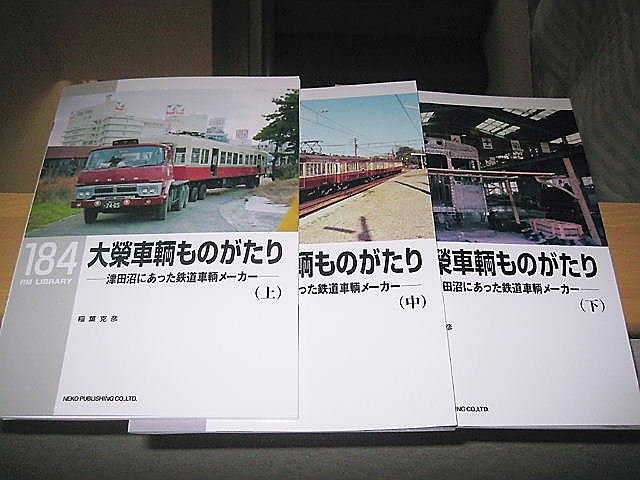 184
RM LIBRARY
大榮車輌ものがたり
津田沼にあった鉄道車輌メーカー
(上)
稲葉克彦
NEKO PUBLISHING CO.,LTD.
輌ものがたり
った鉄道車輌メーカー
(中)
榮車輌ものがたり
田沼にあった鉄道車輌メーカー
(下)
彦
NG CO.,LTD.